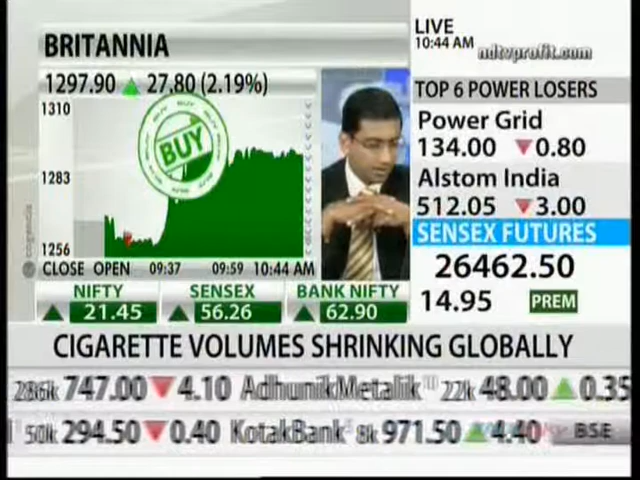 BRITANNIA
1297.90 27.80 (2.19%)
1310
1283
1256
BUY
CLOSE OPEN 09:37 09:59 10:44 AM
NIFTY
21.45
SENSEX
56.26
BANK NIFTY
62.90
LIVE
10:44 AM
ndtvprofit.com
TOP 6 POWER LOSERS
Power Grid
134.00 0.80
Alstom India
512.05 3.00
SENSEX FUTURES
26462.50
14.95 PREM
CIGARETTE VOLUMES SHRINKING GLOBALLY
286k 747.00 4.10 AdhunikMetalik 22k 48.00 0.35
50k 294.50 0.40 KotakBank 8k 971.50 4.40 BSE